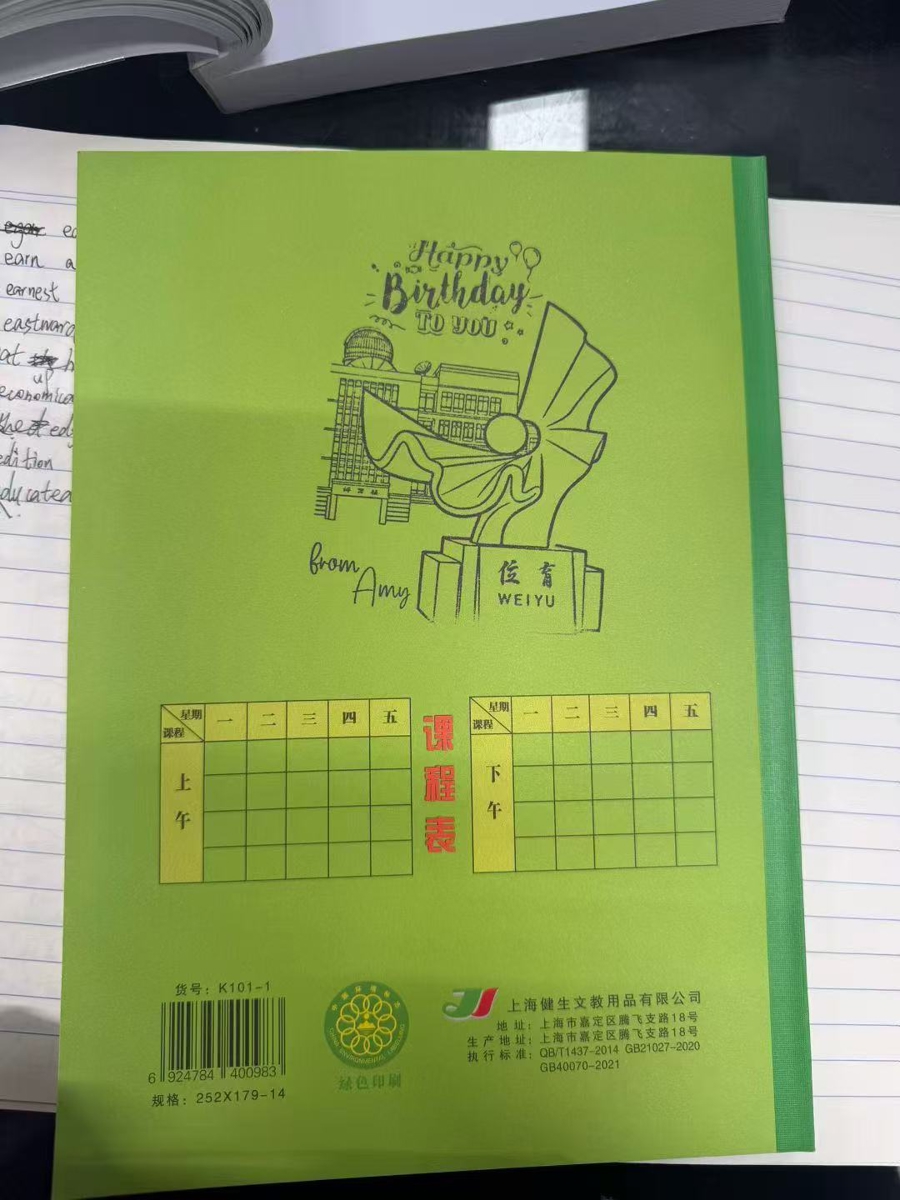 earn a
earnest
eastward
economica
edition
Happy
Birthday
TO YOU
from
Amy
位育
WEIYU
星期 一 二 三 四 五
课程
上午
课程表
星期 一 二 三 四 五
课程
下午
货号：K101-1
6 924784 400983
规格：252X179-14
绿色印刷
上海健生文教用品有限公司
地 址：上海市嘉定区腾飞支路18号
生产地址：上海市嘉定区腾飞支路18号
执行标准：QB/T1437-2014 GB21027-2020
GB40070-2021